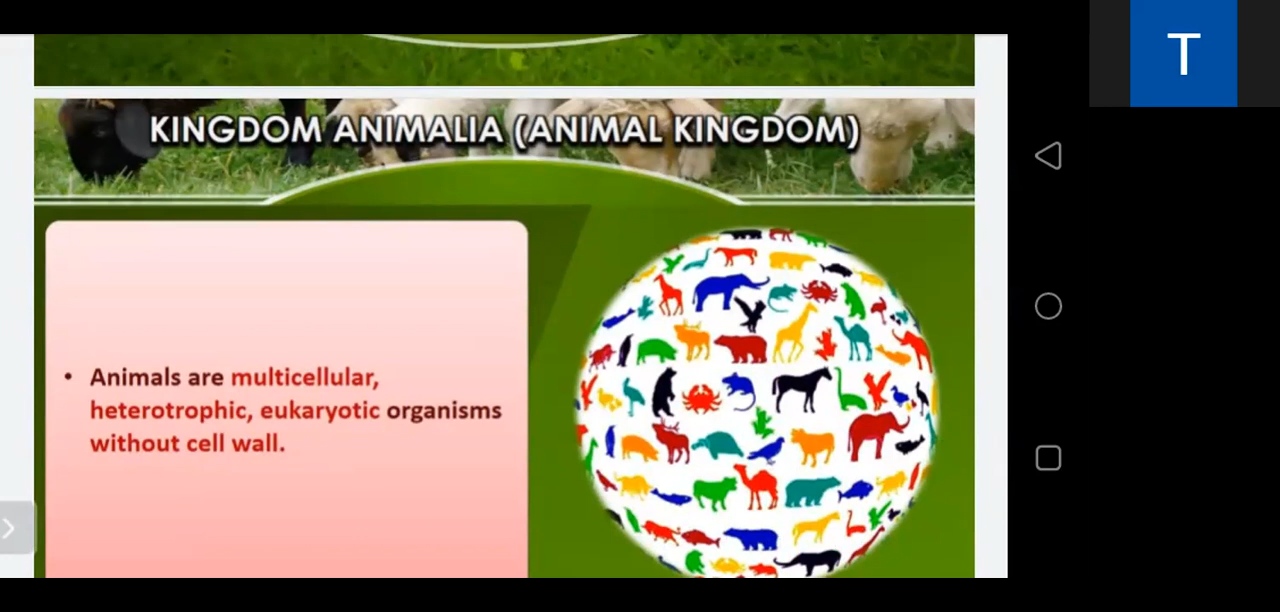 T
KINGDOM ANIMALIA (ANIMAL KINGDOM)
• Animals are multicellular,
heterotrophic, eukaryotic organisms
without cell wall.